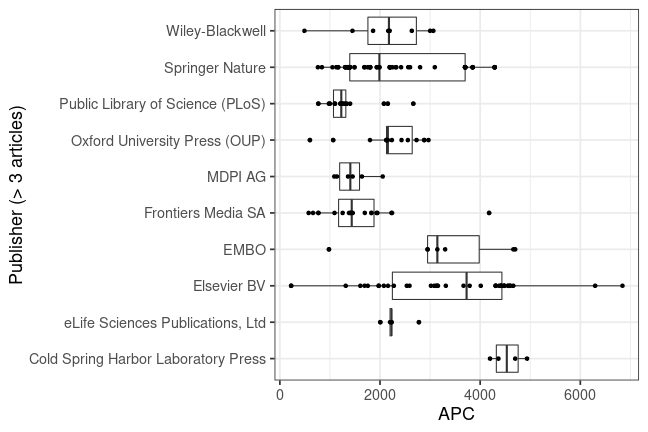 Publisher (> 3 articles)
Wiley-Blackwell
Springer Nature
Public Library of Science (PLoS)
Oxford University Press (OUP)
MDPI AG
Frontiers Media SA
EMBO
Elsevier BV
eLife Sciences Publications, Ltd
Cold Spring Harbor Laboratory Press
0 2000 4000 6000
APC